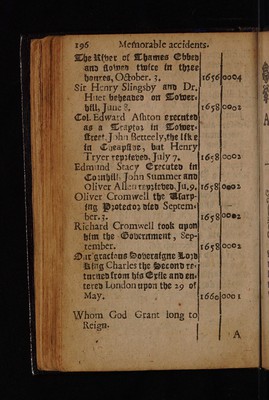 196 Memorable accidents.
The River of Thames Ebbed
and flowed twice in three
houres, October. 3. 1656 0004
Sir Henry Slingsby and Dr.
Huet beheaded on Tower-
hill, June 8. 1658 0002
Col. Edward Ashton executed
as a Traytor in Tower-
street, John Betteely, the like
in Cheapside, but Henry
Tryer reprieved. July 7. 1658 0002
Edmund Stacy Executed in
Cornhill. John Summer and
Oliver Allen reprieved. Ju, 9. 1658 0002
Oliver Cromwell the Usurp-
ing Protector died Septem-
ber. 3. 1658 0002
Richard Cromwell took upon
him the Government, Sep-
tember. 1658 0002
Our gracious Soveraigne Lord
King Charles the Second re-
turned from his Exile and en-
tered London upon the 29 of
May. 1660 0001
Whom God Grant long to
Reign.
A